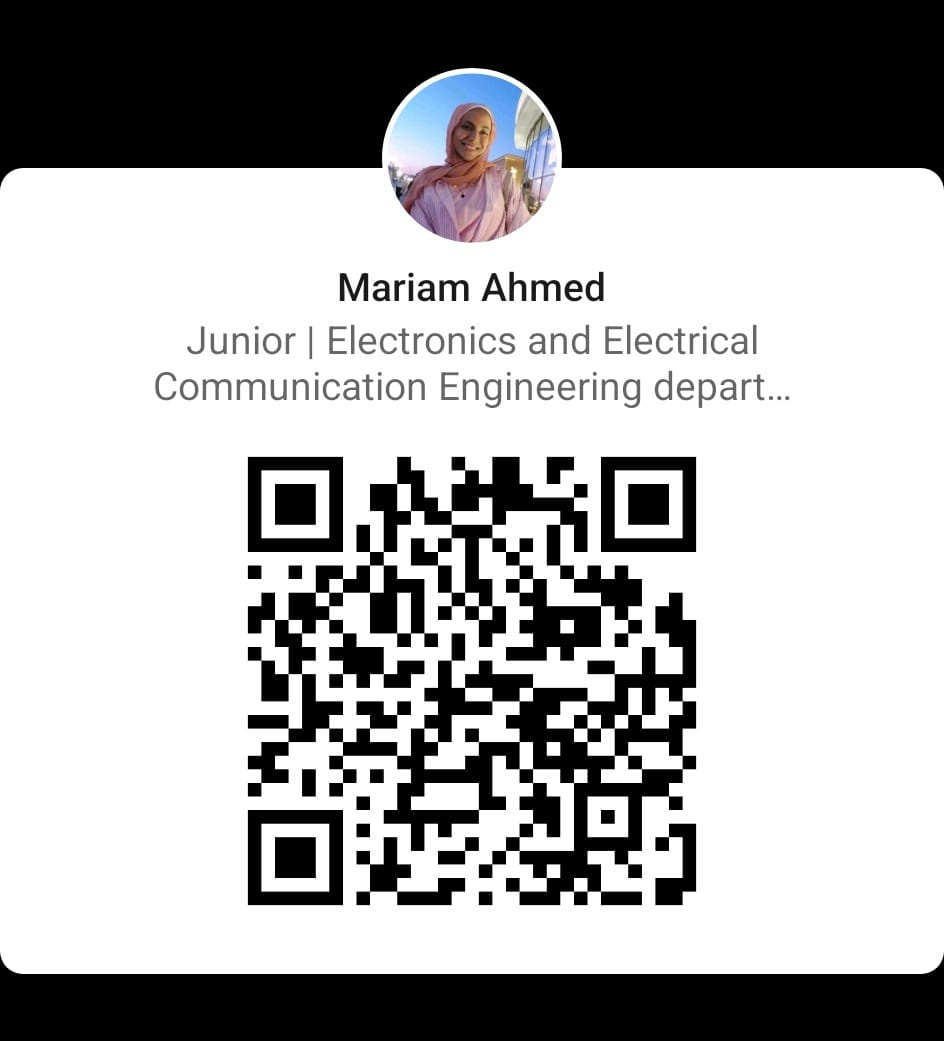 Mariam Ahmed
Junior | Electronics and Electrical
Communication Engineering depart...